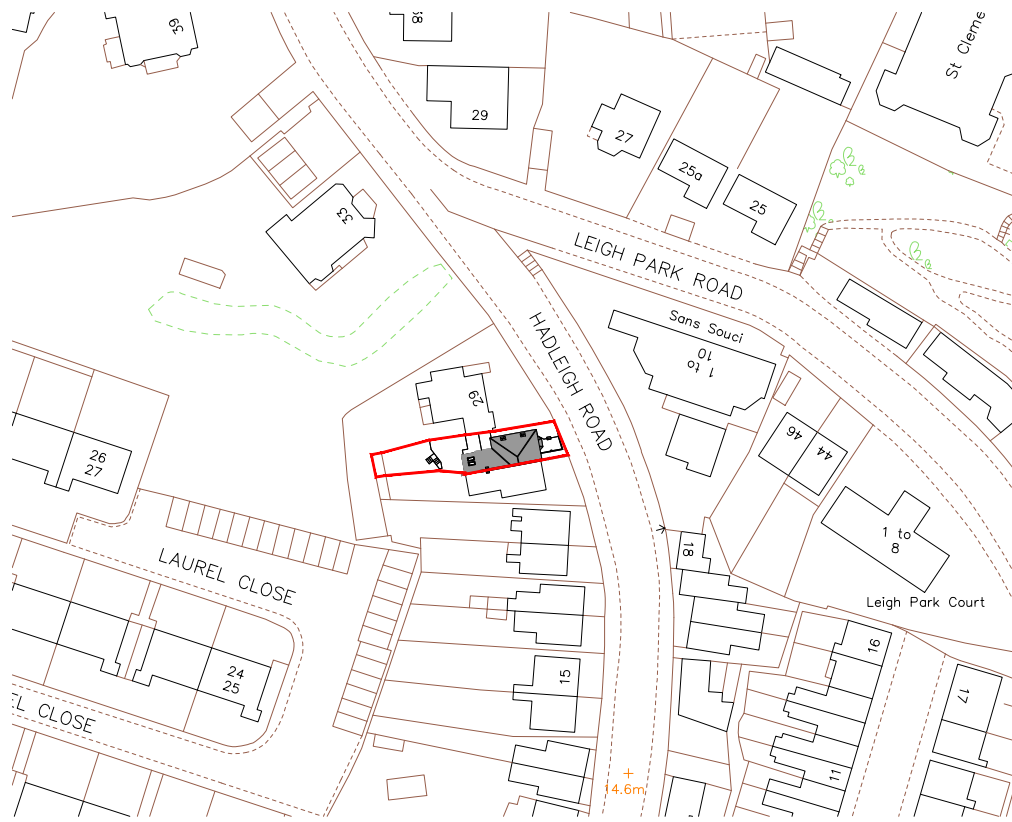 39
29
St Cleme
27
25a
25
33
LEIGH PARK ROAD
Sans Souci
1 to
10
HADLEIGH ROAD
29
26
27
46
44
1 to
8
18
LAUREL CLOSE
Leigh Park Court
16
24
25
15
17
EL CLOSE
11
14.6m